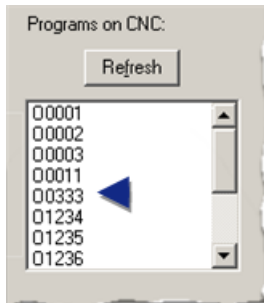 Programs on CNC:
Refresh
O0001
O0002
O0003
O0011
O0333
O1234
O1235
O1236